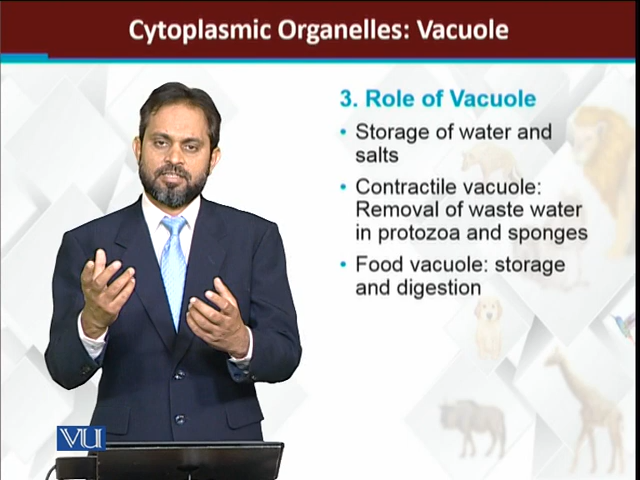 Cytoplasmic Organelles: Vacuole
3. Role of Vacuole
• Storage of water and
salts
• Contractile vacuole:
Removal of waste water
in protozoa and sponges
• Food vacuole: storage
and digestion
VU